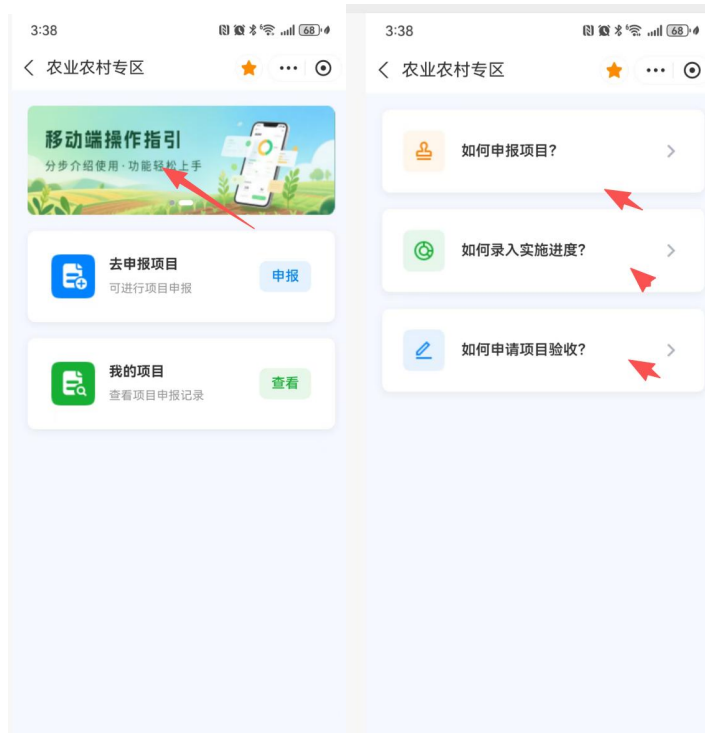 3:38
68
农业农村专区
移动端操作指引
分步介绍使用·功能轻松上手
去申报项目
可进行项目申报
申报
我的项目
查看项目申报记录
查看
3:38
68
农业农村专区
如何申报项目?
如何录入实施进度?
如何申请项目验收?